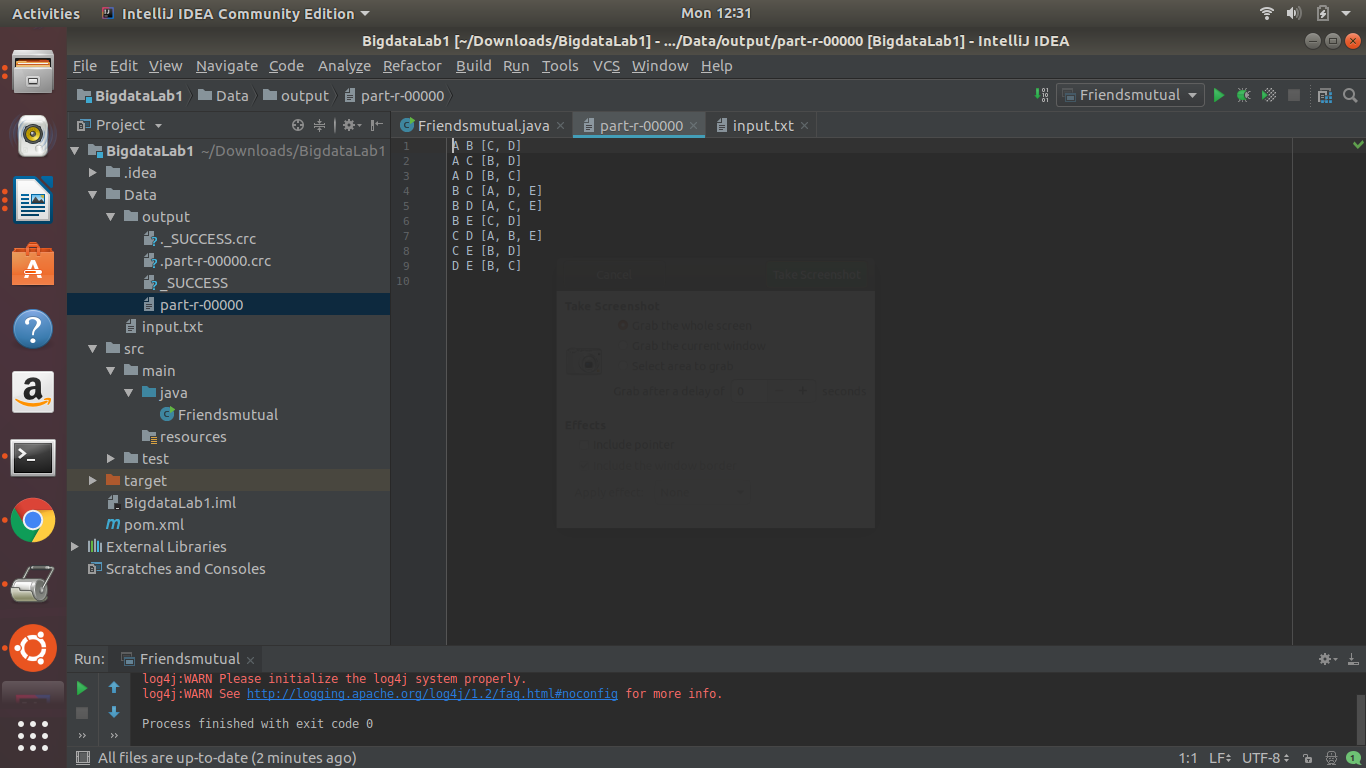 Activities IntelliJ IDEA Community Edition Mon 12:31
BigdataLab1 [~/Downloads/BigdataLab1] - .../Data/output/part-r-00000 [BigdataLab1] - IntelliJ IDEA
File Edit View Navigate Code Analyze Refactor Build Run Tools VCS Window Help
BigdataLab1 Data output part-r-00000 Friendsmutual
Project Friendsmutual.java part-r-00000 input.txt
BigdataLab1 ~/Downloads/BigdataLab1
.idea
Data
output
._SUCCESS.crc
.part-r-00000.crc
_SUCCESS
part-r-00000
input.txt
src
main
java
Friendsmutual
resources
test
target
BigdataLab1.iml
pom.xml
External Libraries
Scratches and Consoles
1 A B [C, D]
2 A C [B, D]
3 A D [B, C]
4 B C [A, D, E]
5 B D [A, C, E]
6 B E [C, D]
7 C D [A, B, E]
8 C E [B, D]
9 D E [B, C]
10
Cancel Take Screenshot
Take Screenshot
Grab the whole screen
Grab the current window
Select area to grab
Grab after a delay of 0 - + seconds
Effects
Include pointer
Run: Friendsmutual
log4j:WARN Please initialize the log4j system properly.
log4j:WARN See http://logging.apache.org/log4j/1.2/faq.html#noconfig for more info.
Process finished with exit code 0
All files are up-to-date (2 minutes ago) 1:1 LF UTF-8 1